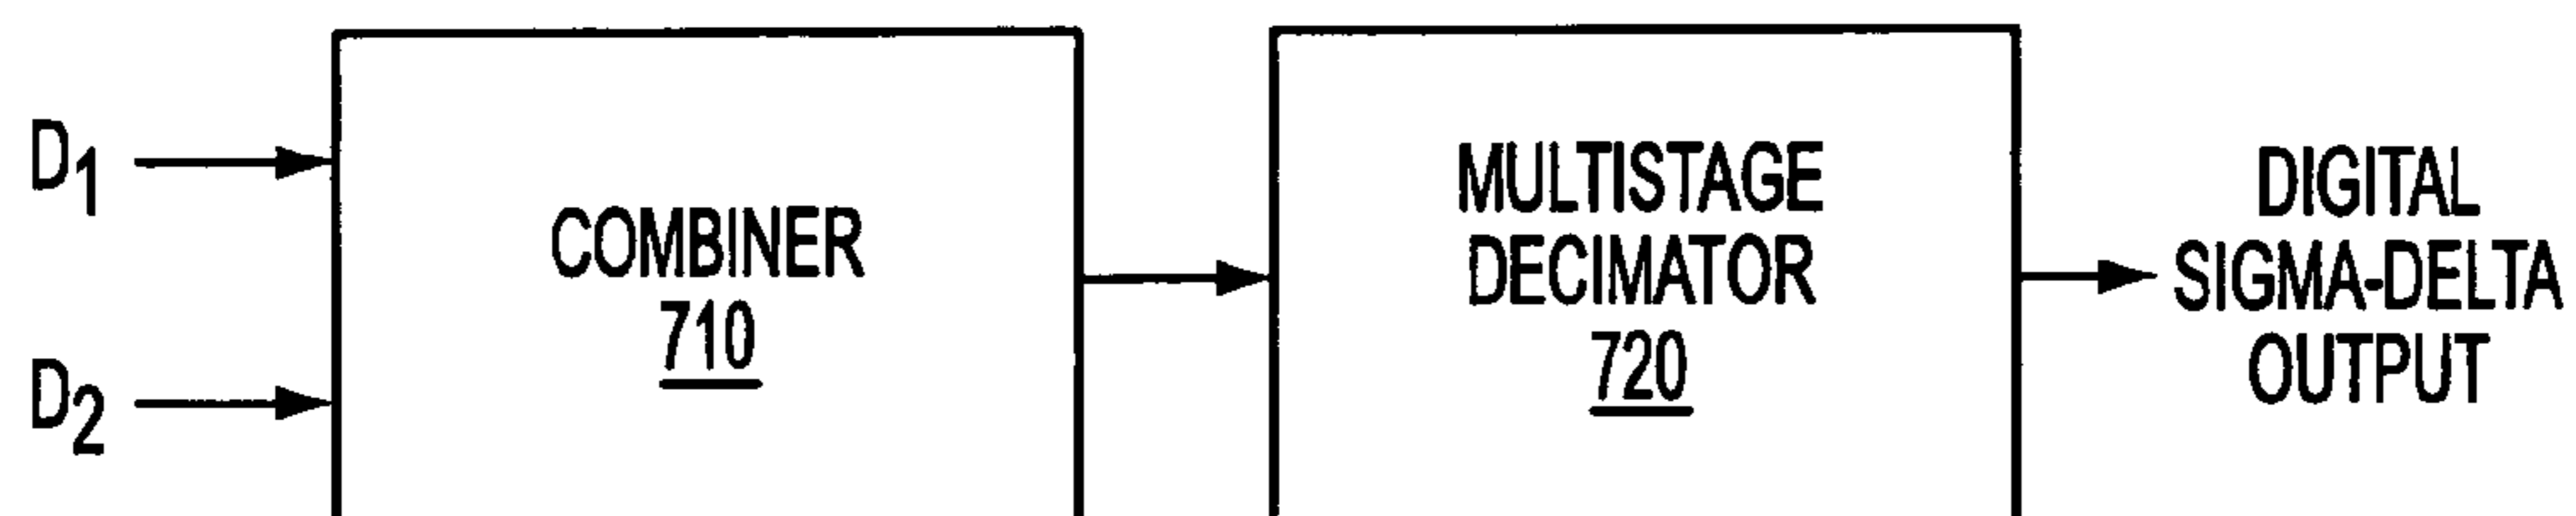 D1
D2
COMBINER
710
MULTISTAGE
DECIMATOR
720
DIGITAL
SIGMA-DELTA
OUTPUT